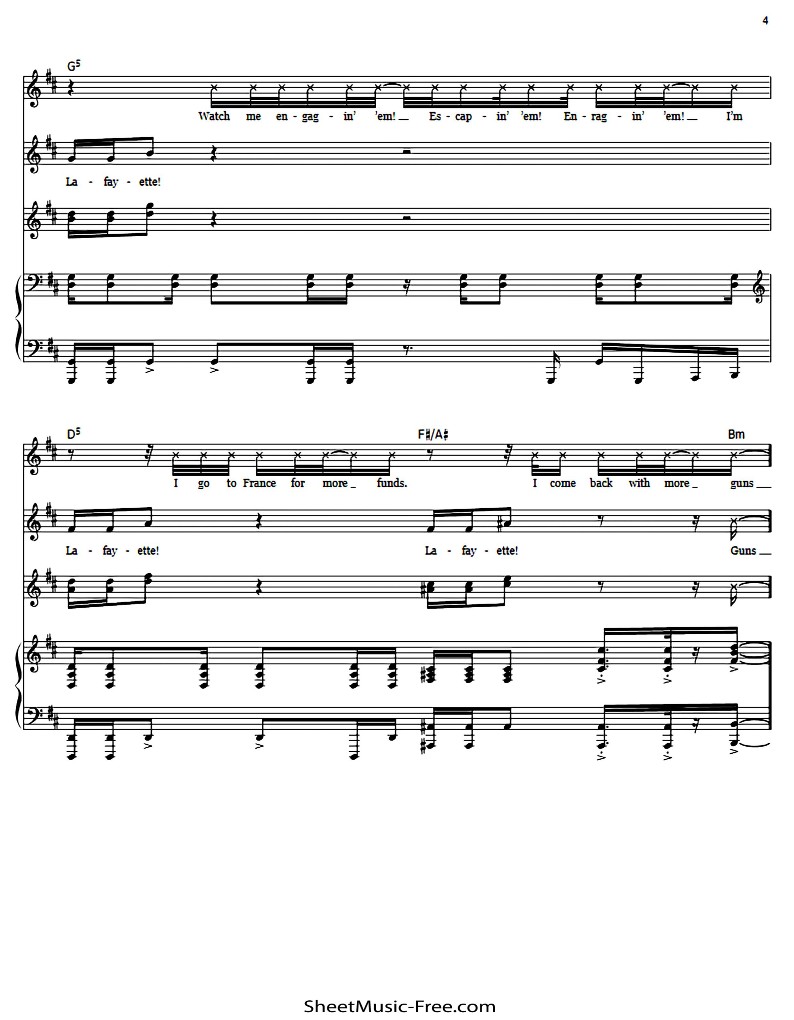 4
G5
Watch me en - gag - in' 'em! Es - cap - in' 'em! En - rag - in' 'em! I'm
La - fay - ette!
D5 F♯/A♯ Bm
I go to France for more funds. I come back with more guns
La - fay - ette! La - fay - ette! Guns
SheetMusic-Free.com